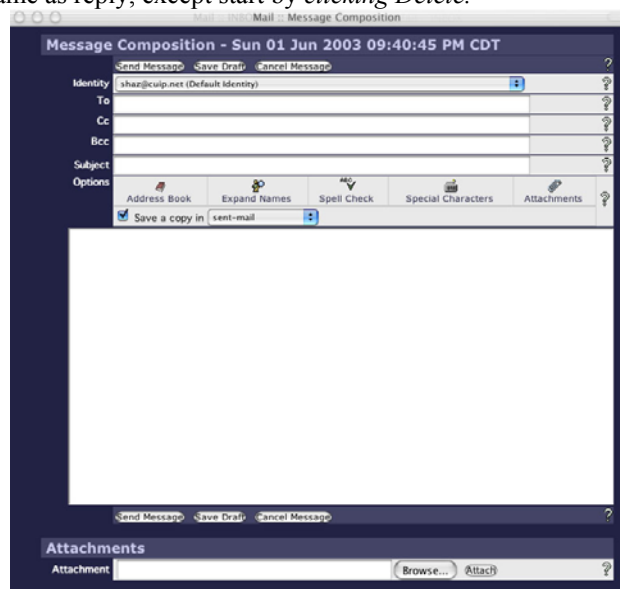 ame as reply, except start by clicking Delete.
Mail :: INBO Mail :: Message Composition
Message Composition - Sun 01 Jun 2003 09:40:45 PM CDT
Send Message Save Draft Cancel Message ?
Identity shaz@cuip.net (Default Identity)
To
Cc
Bcc
Subject
Options
Address Book Expand Names ABC Spell Check Special Characters Attachments
Save a copy in sent-mail
Send Message Save Draft Cancel Message ?
Attachments
Attachment Browse... Attach